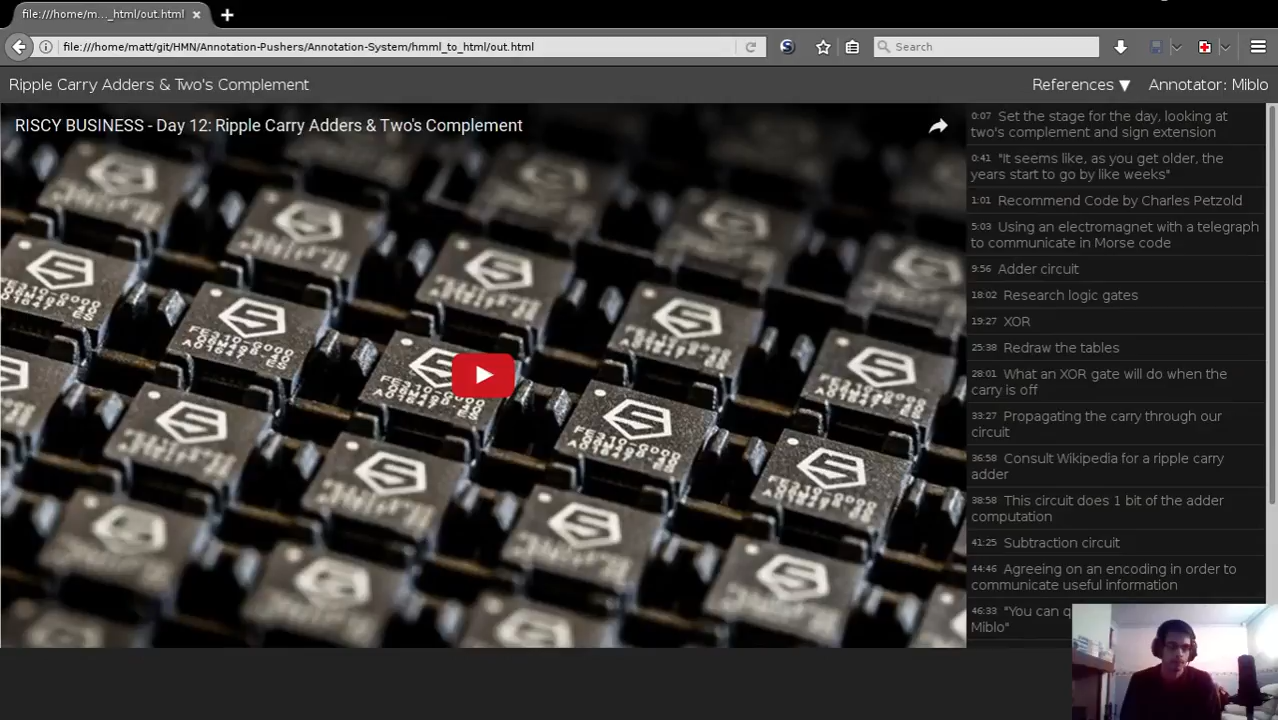 file:///home/m..._html/out.html
file:///home/matt/git/HMN/Annotation-Pushers/Annotation-System/hmml_to_html/out.html
Search
Ripple Carry Adders & Two's Complement
References ▼
Annotator: Miblo
RISCY BUSINESS - Day 12: Ripple Carry Adders & Two's Complement
0:07 Set the stage for the day, looking at
two's complement and sign extension
0:41 "It seems like, as you get older, the
years start to go by like weeks"
1:01 Recommend Code by Charles Petzold
5:03 Using an electromagnet with a telegraph
to communicate in Morse code
9:56 Adder circuit
18:02 Research logic gates
19:27 XOR
25:38 Redraw the tables
28:01 What an XOR gate will do when the
carry is off
33:27 Propagating the carry through our
circuit
36:58 Consult Wikipedia for a ripple carry
adder
38:58 This circuit does 1 bit of the adder
computation
41:25 Subtraction circuit
44:46 Agreeing on an encoding in order to
communicate useful information
46:33 "You can
Miblo"
FE310-0000